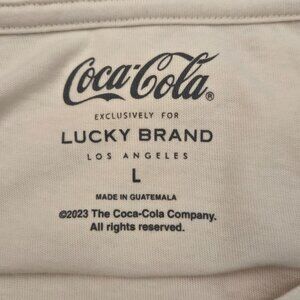 Coca-Cola®
EXCLUSIVELY FOR
LUCKY BRAND
LOS ANGELES
L
MADE IN GUATEMALA
©2023 The Coca-Cola Company.
All rights reserved.